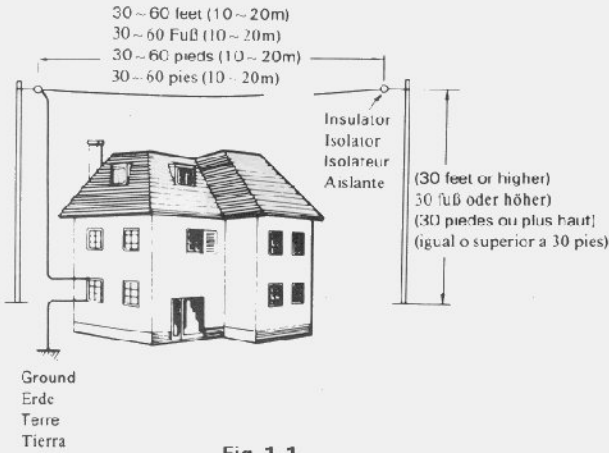 30~60 feet (10~20m)
30~60 Fuß (10~20m)
30~60 pieds (10~20m)
30~60 pies (10~20m)
Insulator
Isolator
Isolateur
Aislante
(30 feet or higher)
30 fuß oder höher)
(30 piedes ou plus haut)
(igual o superior a 30 pies)
Ground
Erde
Terre
Tierra
Fig. 1-1